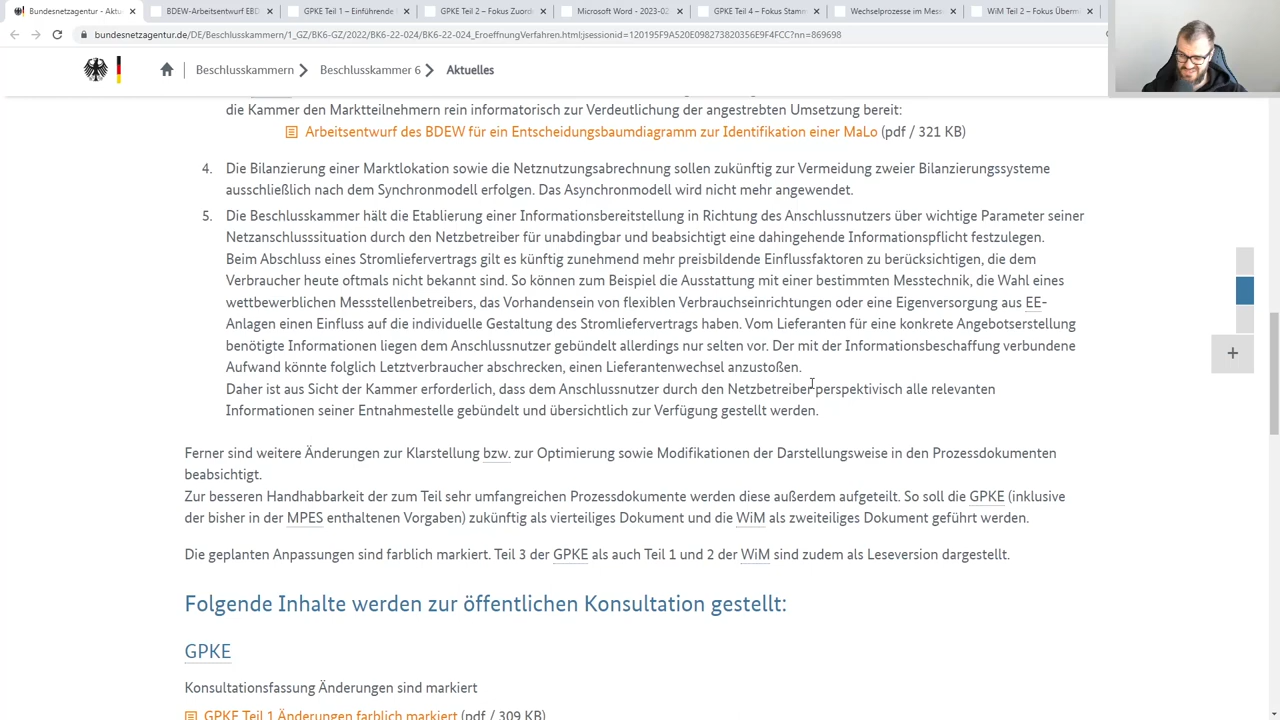 Bundesnetzagentur - Aktu
BDEW-Arbeitsentwurf EBD
GPKE Teil 1 – Einführende
GPKE Teil 2 – Fokus Zuord
Microsoft Word - 2023-02
GPKE Teil 4 – Fokus Stamm
Wechselprozesse im Mess
WiM Teil 2 – Fokus Überm
bundesnetzagentur.de/DE/Beschlusskammern/1_GZ/BK6-GZ/2022/BK6-22-024/BK6-22-024_EroeffnungVerfahren.html;jsessionid=120195F9A520E098273820356E9F4FCC?nn=869698
Beschlusskammern
Beschlusskammer 6
Aktuelles
die Kammer den Marktteilnehmern rein informatorisch zur Verdeutlichung der angestrebten Umsetzung bereit:
Arbeitsentwurf des BDEW für ein Entscheidungsbaumdiagramm zur Identifikation einer MaLo (pdf / 321 KB)
4. Die Bilanzierung einer Marktlokation sowie die Netznutzungsabrechnung sollen zukünftig zur Vermeidung zweier Bilanzierungssysteme
ausschließlich nach dem Synchronmodell erfolgen. Das Asynchronmodell wird nicht mehr angewendet.
5. Die Beschlusskammer hält die Etablierung einer Informationsbereitstellung in Richtung des Anschlussnutzers über wichtige Parameter seiner
Netzanschlusssituation durch den Netzbetreiber für unabdingbar und beabsichtigt eine dahingehende Informationspflicht festzulegen.
Beim Abschluss eines Stromliefervertrags gilt es künftig zunehmend mehr preisbildende Einflussfaktoren zu berücksichtigen, die dem
Verbraucher heute oftmals nicht bekannt sind. So können zum Beispiel die Ausstattung mit einer bestimmten Messtechnik, die Wahl eines
wettbewerblichen Messstellenbetreibers, das Vorhandensein von flexiblen Verbrauchseinrichtungen oder eine Eigenversorgung aus EE-
Anlagen einen Einfluss auf die individuelle Gestaltung des Stromliefervertrags haben. Vom Lieferanten für eine konkrete Angebotserstellung
benötigte Informationen liegen dem Anschlussnutzer gebündelt allerdings nur selten vor. Der mit der Informationsbeschaffung verbundene
Aufwand könnte folglich Letztverbraucher abschrecken, einen Lieferantenwechsel anzustoßen.
Daher ist aus Sicht der Kammer erforderlich, dass dem Anschlussnutzer durch den Netzbetreiber perspektivisch alle relevanten
Informationen seiner Entnahmestelle gebündelt und übersichtlich zur Verfügung gestellt werden.
Ferner sind weitere Änderungen zur Klarstellung bzw. zur Optimierung sowie Modifikationen der Darstellungsweise in den Prozessdokumenten
beabsichtigt.
Zur besseren Handhabbarkeit der zum Teil sehr umfangreichen Prozessdokumente werden diese außerdem aufgeteilt. So soll die GPKE (inklusive
der bisher in der MPES enthaltenen Vorgaben) zukünftig als vierteiliges Dokument und die WiM als zweiteiliges Dokument geführt werden.
Die geplanten Anpassungen sind farblich markiert. Teil 3 der GPKE als auch Teil 1 und 2 der WiM sind zudem als Leseversion dargestellt.
Folgende Inhalte werden zur öffentlichen Konsultation gestellt:
GPKE
Konsultationsfassung Änderungen sind markiert
GPKE Teil 1 Änderungen farblich markiert (pdf / 309 KB)